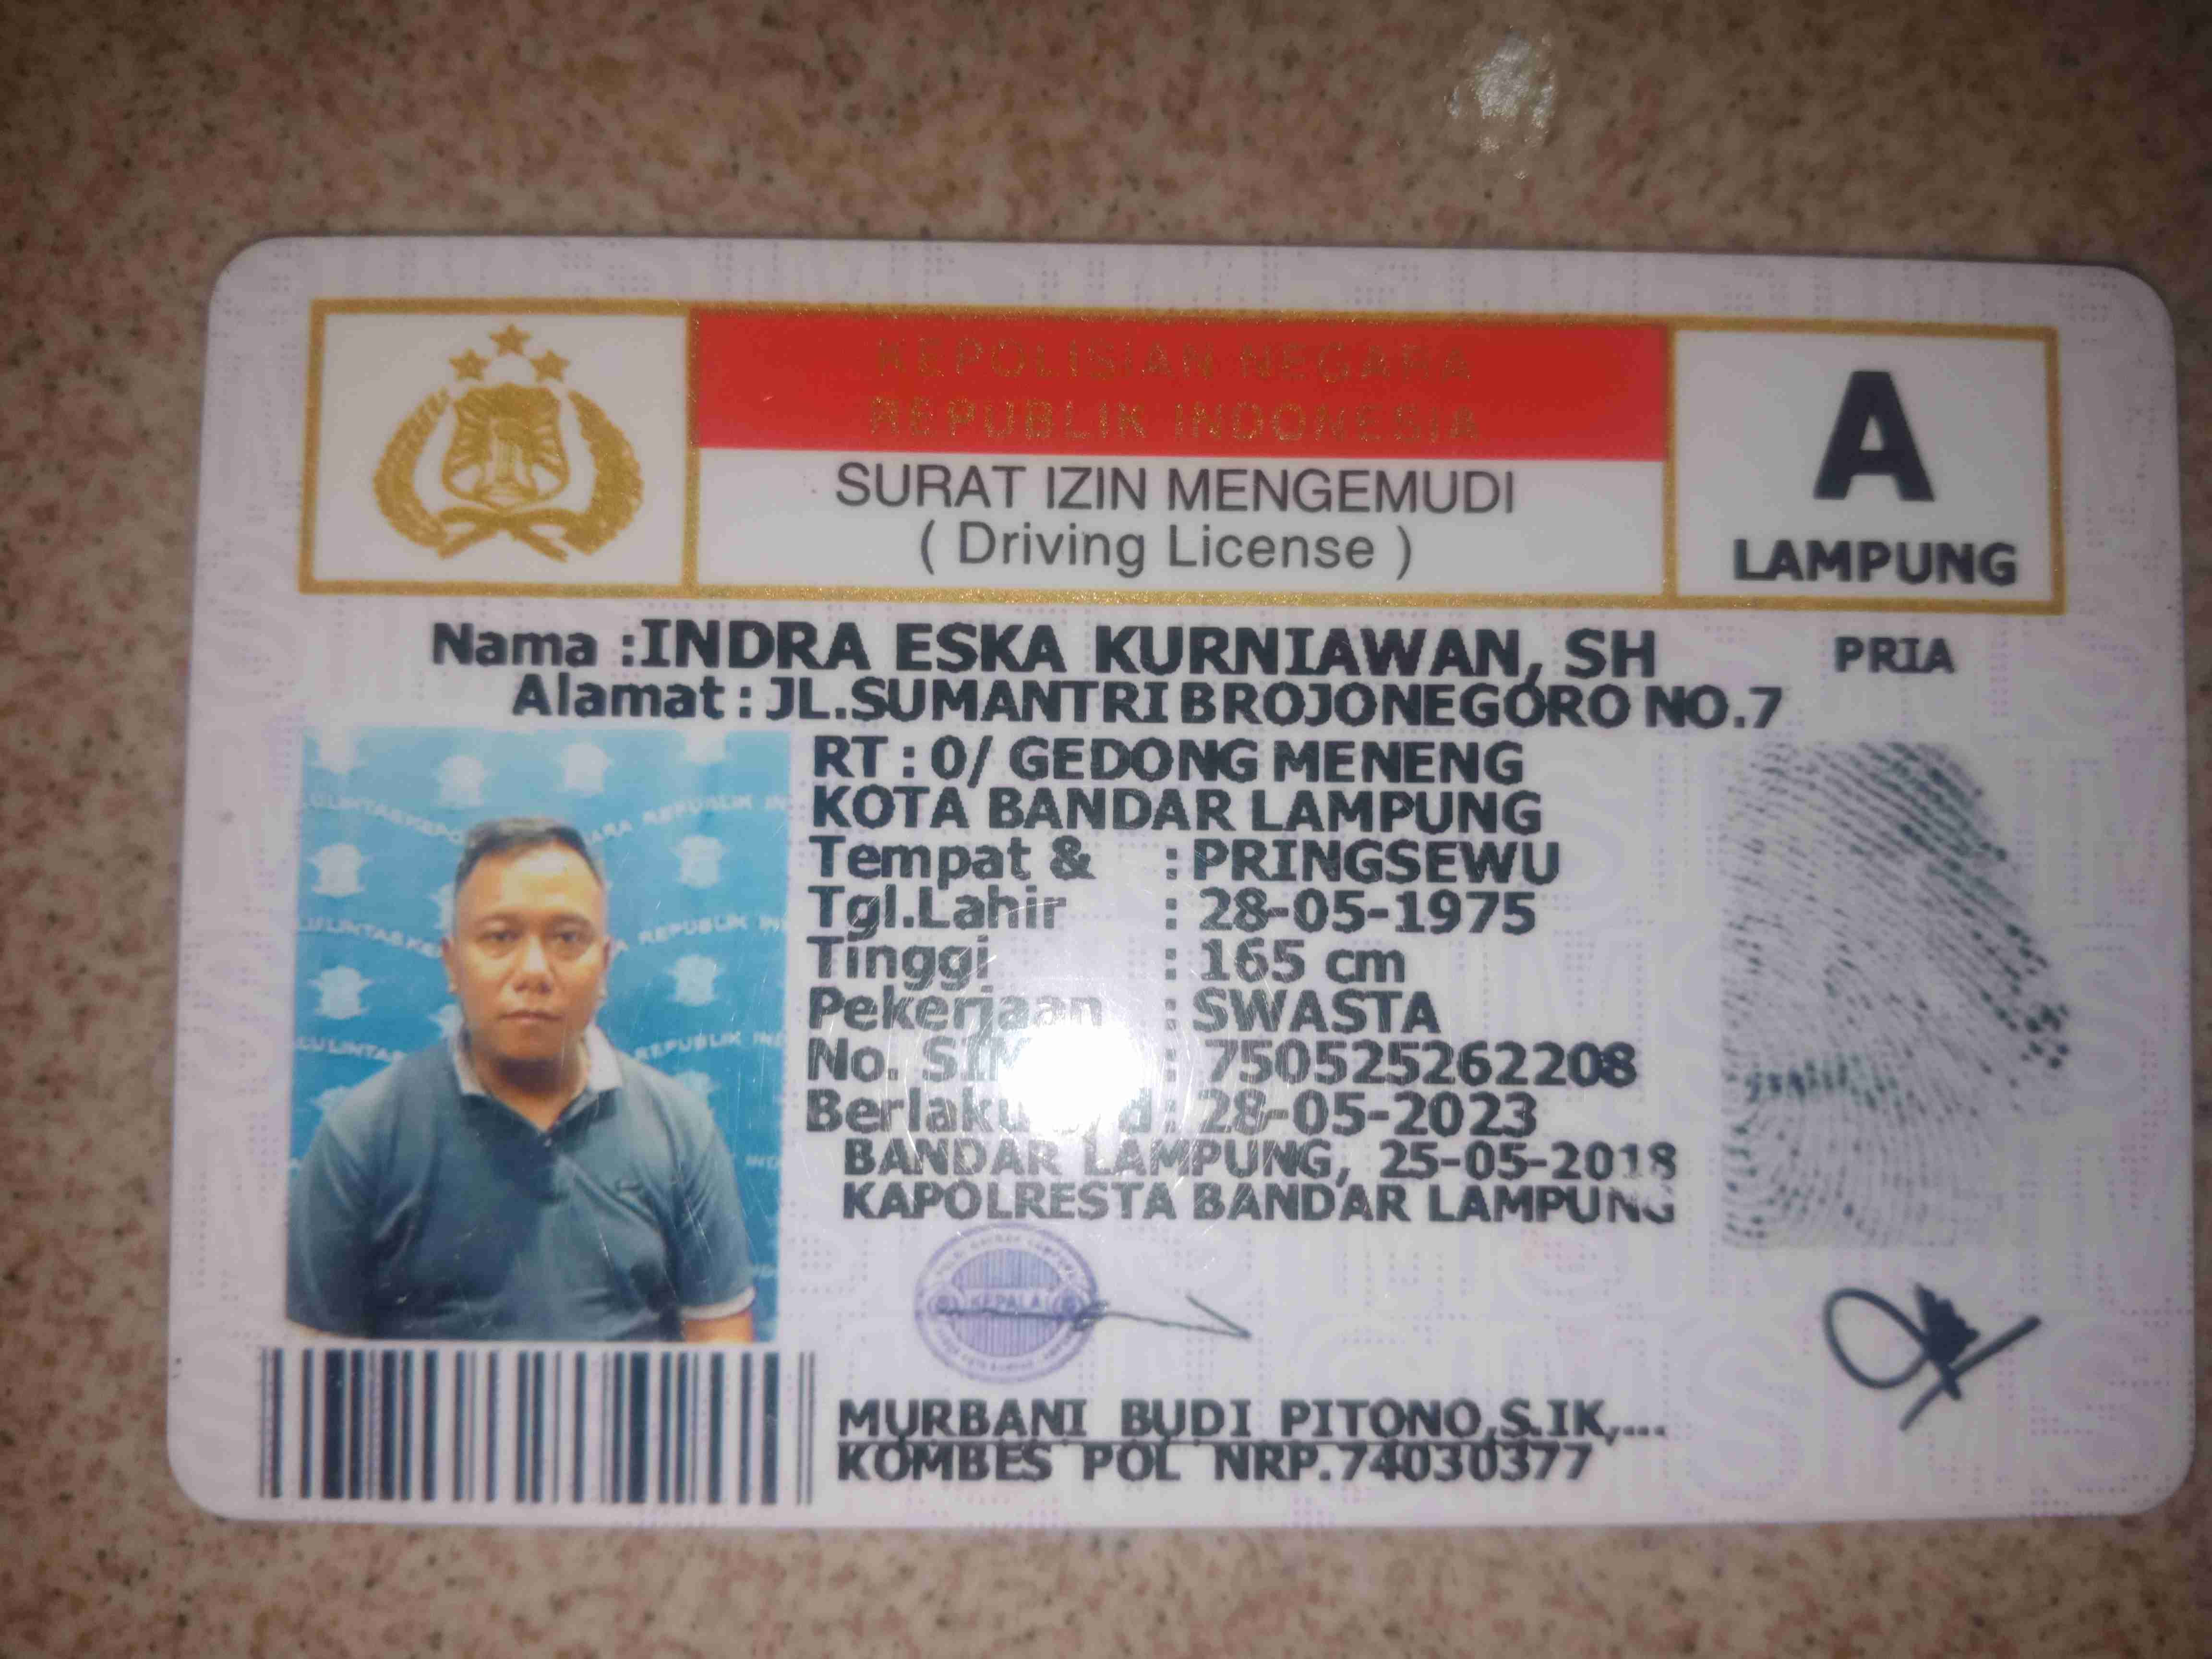 KEPOLISIAN NEGARA
REPUBLIK INDONESIA
SURAT IZIN MENGEMUDI
( Driving License )
A
LAMPUNG
Nama :INDRA ESKA KURNIAWAN, SH
PRIA
Alamat : JL.SUMANTRI BROJONEGORO NO.7
RT : 0/ GEDONG MENENG
KOTA BANDAR LAMPUNG
Tempat & : PRINGSEWU
Tgl.Lahir : 28-05-1975
Tinggi : 165 cm
Pekerjaan : SWASTA
No. SIM : 750525262208
Berlaku : 28-05-2023
BANDAR LAMPUNG, 25-05-2018
KAPOLRESTA BANDAR LAMPUNG
KEPALA
MURBANI BUDI PITONO,S.IK,...
KOMBES POL NRP.74030377